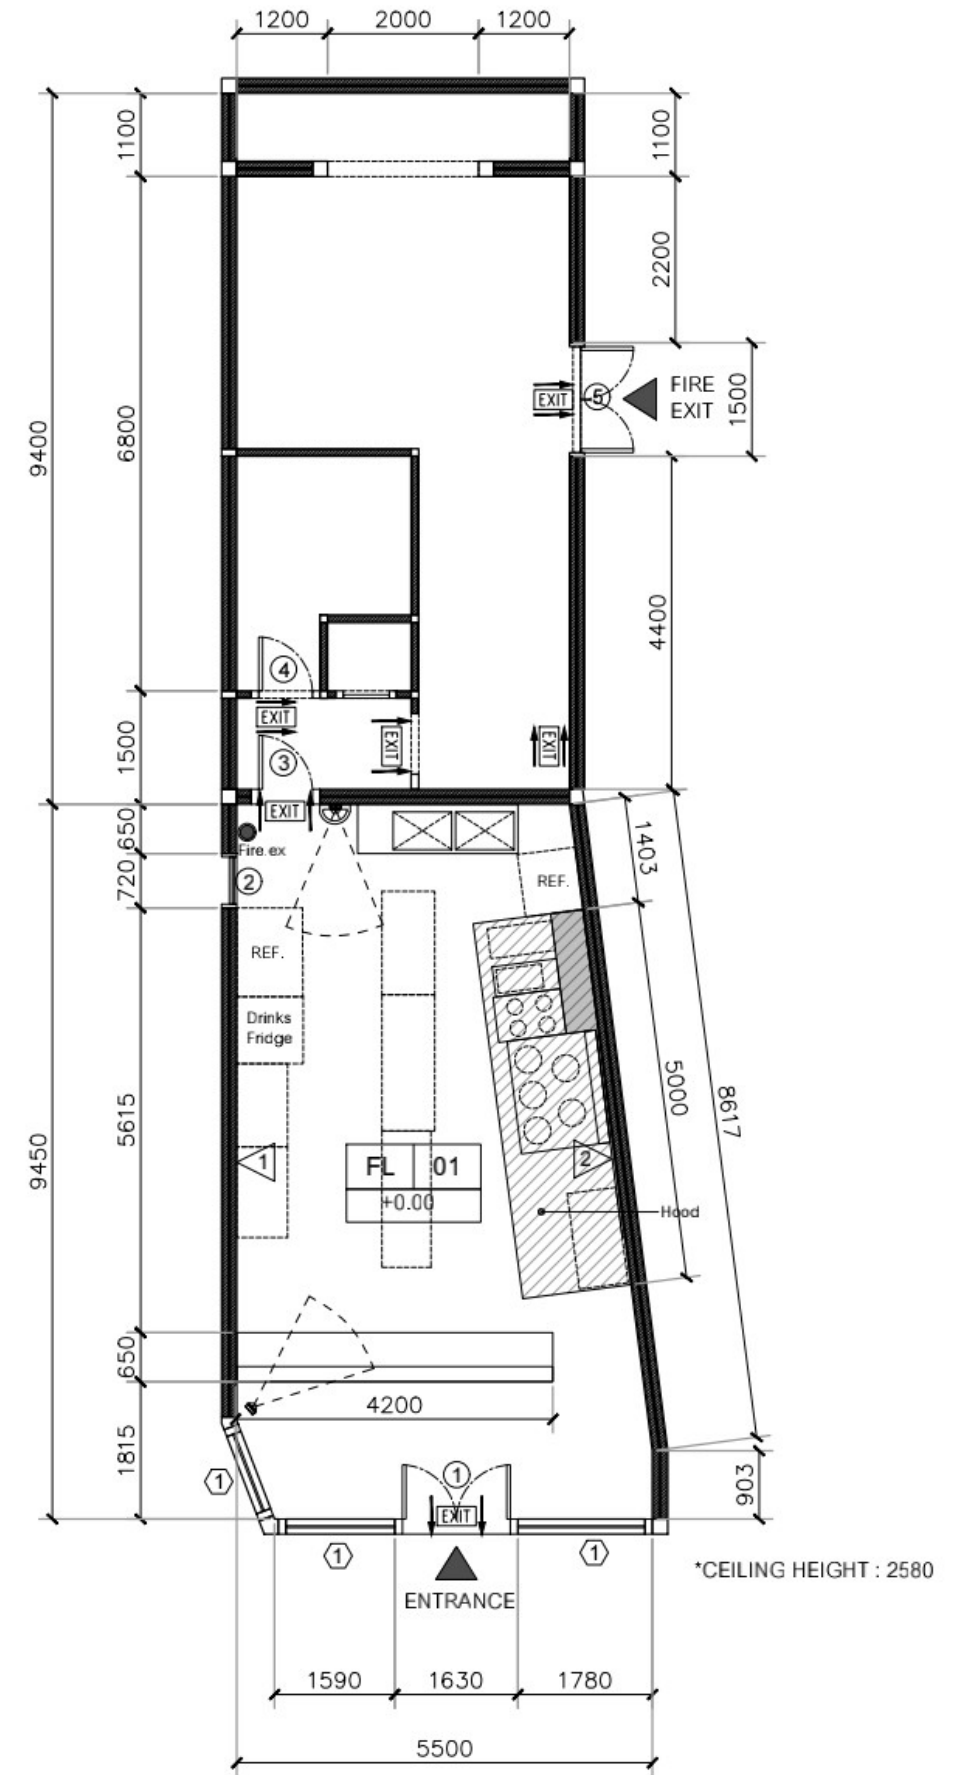 1200 2000 1200
1100
1100
2200
9400
6800
EXIT
5
FIRE
EXIT
1500
4400
4
EXIT
EXIT
EXIT
1500
3
EXIT
650
Fire.ex
1403
720
2
REF.
REF.
Drinks
Fridge
5000
8617
5615
9450
1
FL 01
2
+0.00
Hood
650
4200
1815
1
1
903
EXIT
1
1
*CEILING HEIGHT : 2580
ENTRANCE
1590 1630 1780
5500